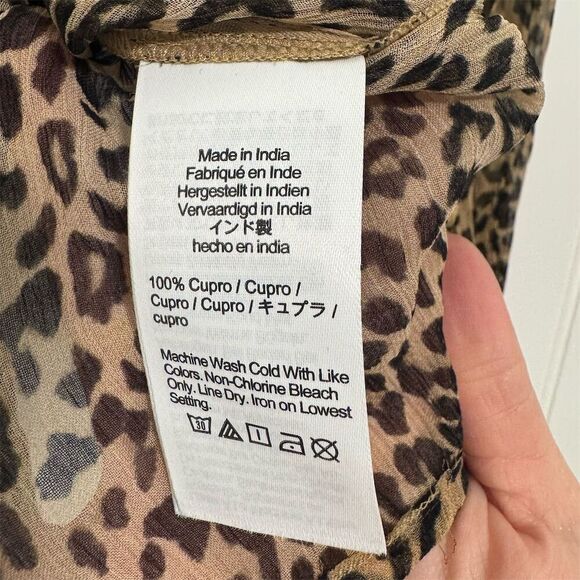 Made in India
Fabriqué en Inde
Hergestellt in Indien
Vervaardigd in India
インド製
hecho en india
100% Cupro / Cupro /
Cupro / Cupro / キュプラ /
cupro
Machine Wash Cold With Like
Colors. Non-Chlorine Bleach
Only. Line Dry. Iron on Lowest
Setting.
30